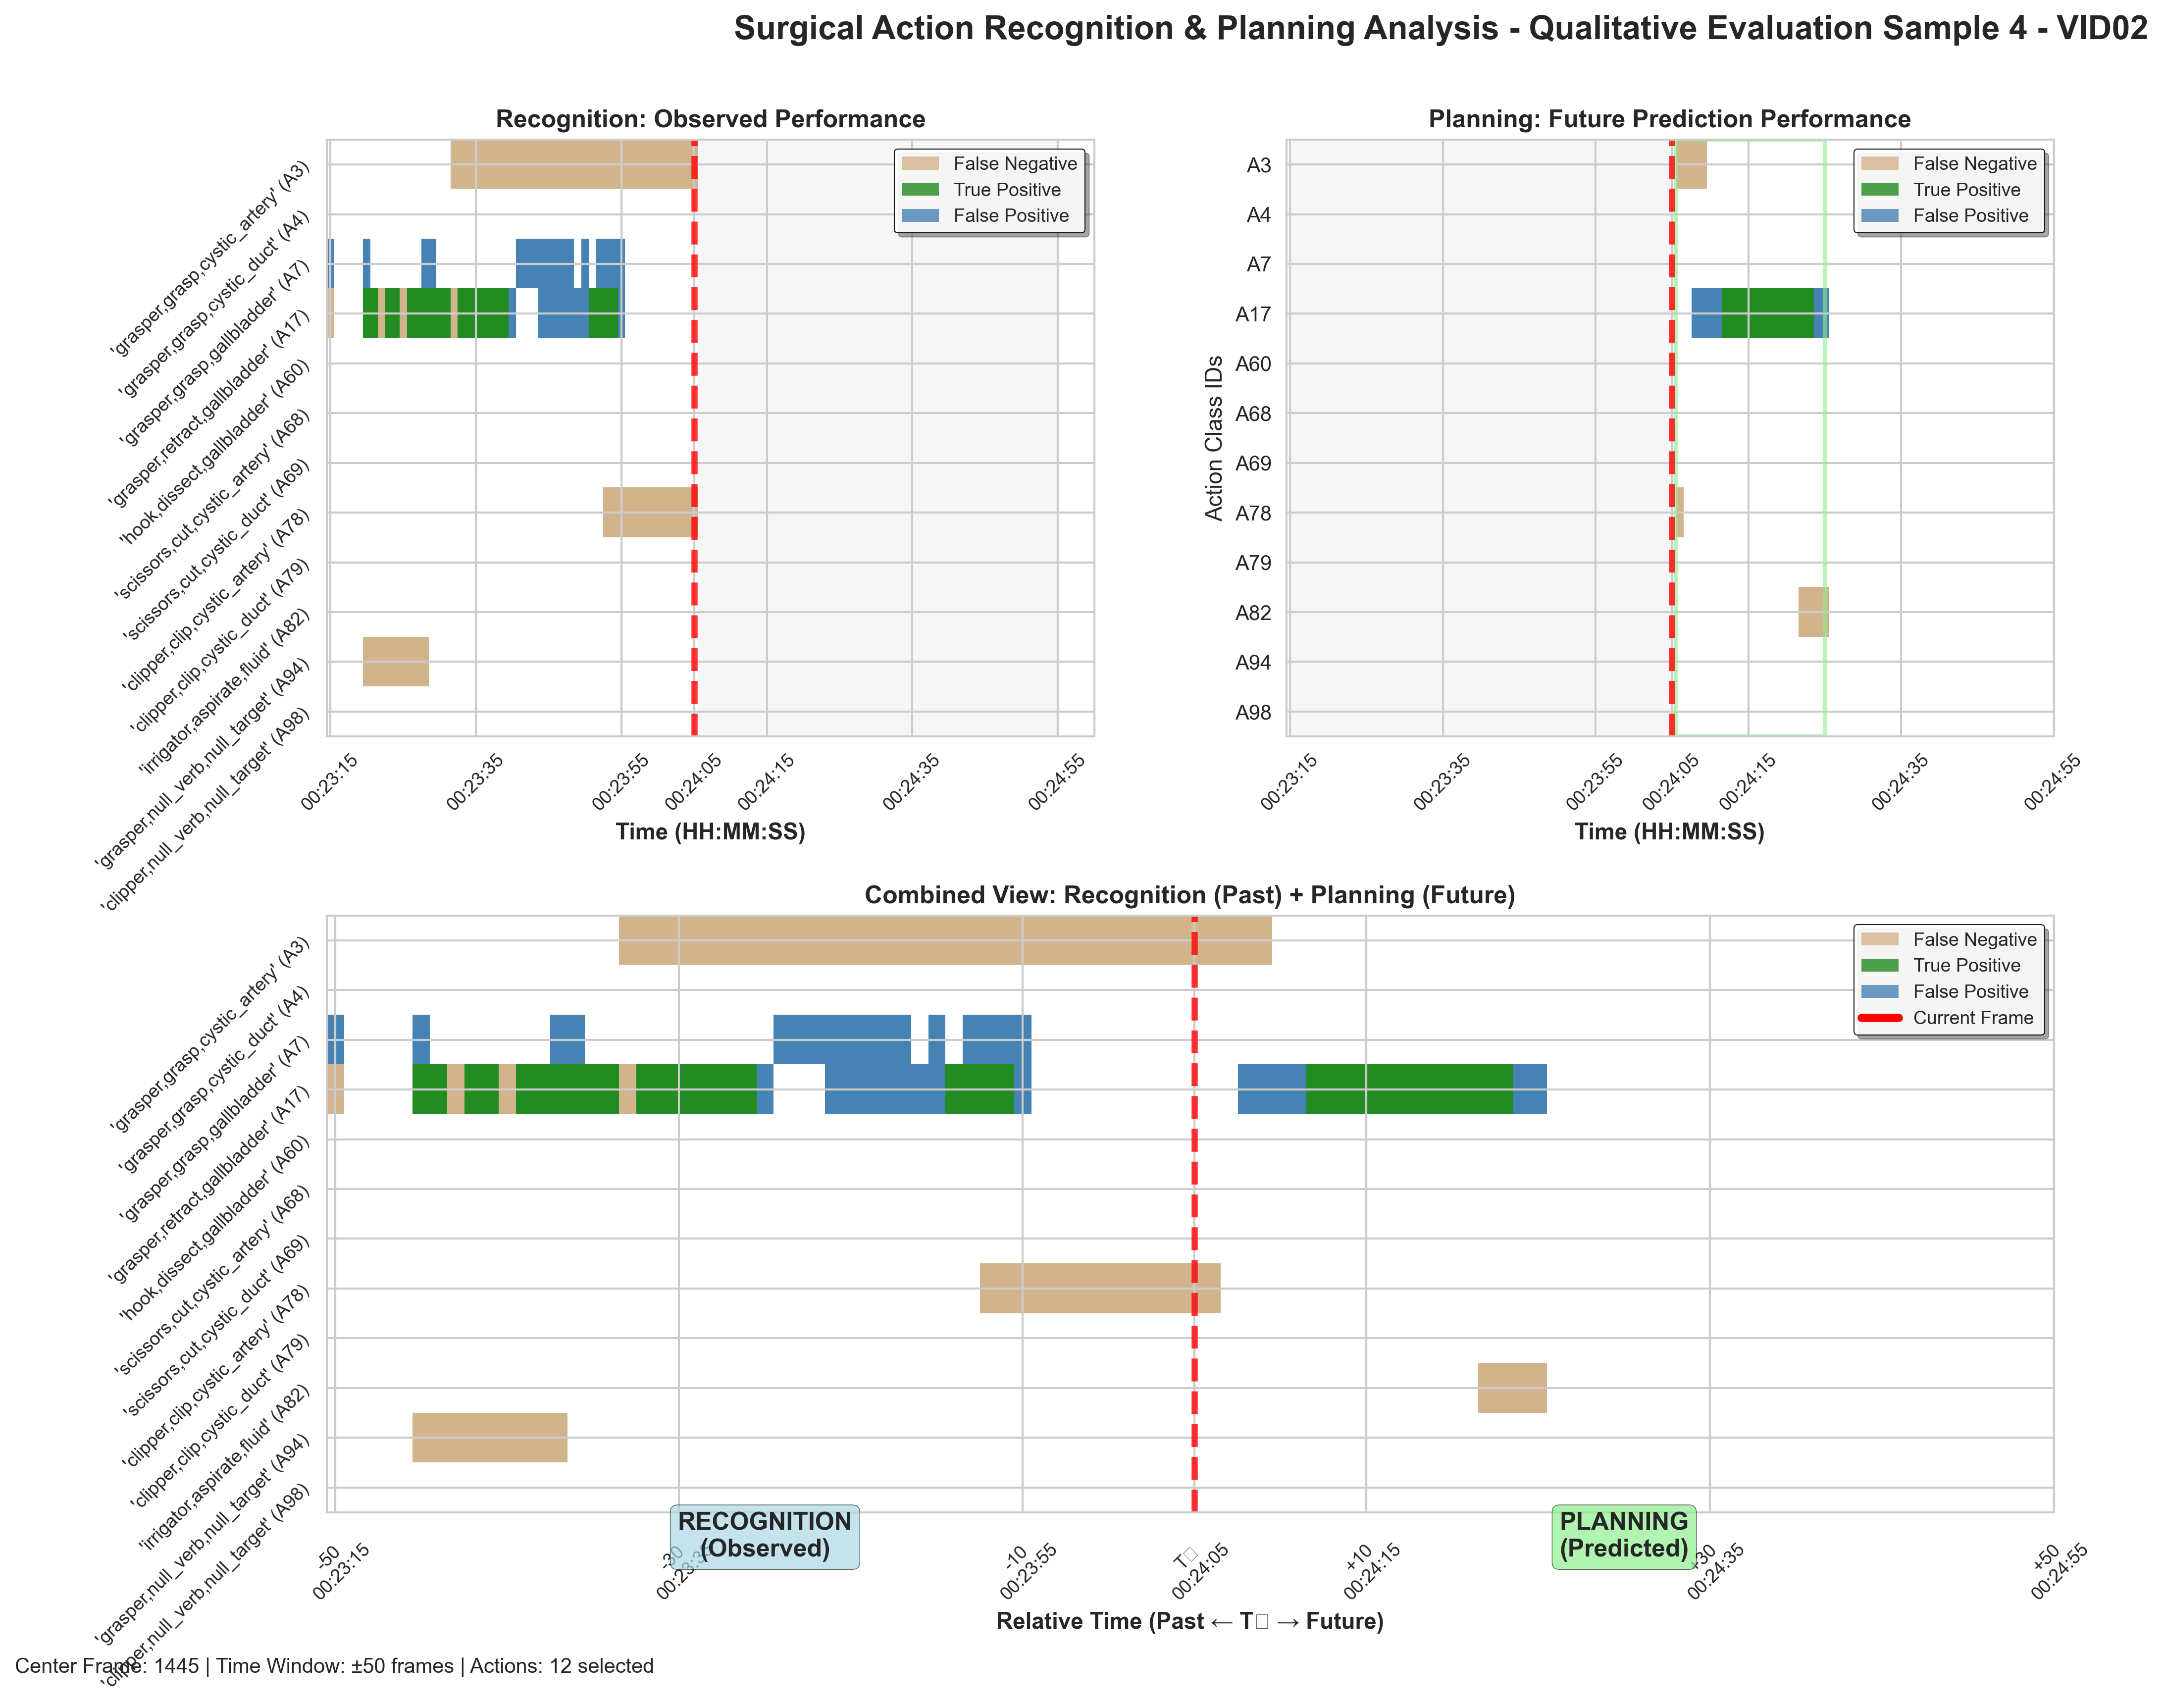 Surgical Action Recognition & Planning Analysis - Qualitative Evaluation Sample 4 - VID02
Recognition: Observed Performance
'grasper,grasp,cystic_artery' (A3)
'grasper,grasp,cystic_duct' (A4)
'grasper,grasp,gallbladder' (A7)
'grasper,retract,gallbladder' (A17)
'hook,dissect,gallbladder' (A60)
'scissors,cut,cystic_artery' (A68)
'scissors,cut,cystic_duct' (A69)
'clipper,clip,cystic_artery' (A78)
'clipper,clip,cystic_duct' (A79)
'irrigator,aspirate,fluid' (A82)
'grasper,null_verb,null_target' (A94)
'clipper,null_verb,null_target' (A98)
False Negative
True Positive
False Positive
00:23:15
00:23:35
00:23:55
00:24:05
00:24:15
00:24:35
00:24:55
Time (HH:MM:SS)
Planning: Future Prediction Performance
Action Class IDs
A3
A4
A7
A17
A60
A68
A69
A78
A79
A82
A94
A98
False Negative
True Positive
False Positive
00:23:15
00:23:35
00:23:55
00:24:05
00:24:15
00:24:35
00:24:55
Time (HH:MM:SS)
Combined View: Recognition (Past) + Planning (Future)
'grasper,grasp,cystic_artery' (A3)
'grasper,grasp,cystic_duct' (A4)
'grasper,grasp,gallbladder' (A7)
'grasper,retract,gallbladder' (A17)
'hook,dissect,gallbladder' (A60)
'scissors,cut,cystic_artery' (A68)
'scissors,cut,cystic_duct' (A69)
'clipper,clip,cystic_artery' (A78)
'clipper,clip,cystic_duct' (A79)
'irrigator,aspirate,fluid' (A82)
'grasper,null_verb,null_target' (A94)
'clipper,null_verb,null_target' (A98)
False Negative
True Positive
False Positive
Current Frame
RECOGNITION
(Observed)
PLANNING
(Predicted)
-50
00:23:15
-30
00:23:35
-10
00:23:55
T□
00:24:05
+10
00:24:15
+30
00:24:35
+50
00:24:55
Relative Time (Past ← T□ → Future)
Center Frame: 1445 | Time Window: ±50 frames | Actions: 12 selected